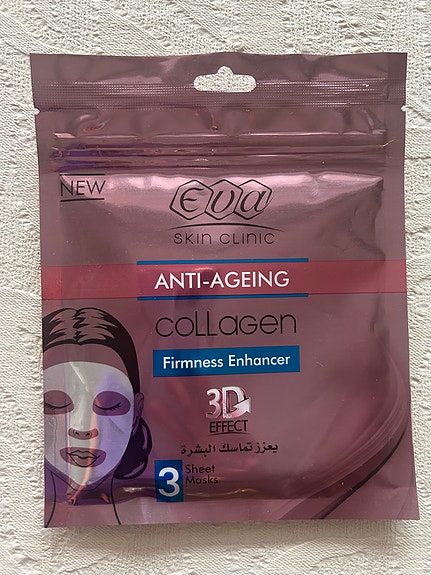 NEW
Eva
SKIN CLINIC
ANTI-AGEING
coLLagen
Firmness Enhancer
3D
EFFECT
يعزز تماسك البشرة
3 Sheet
Masks